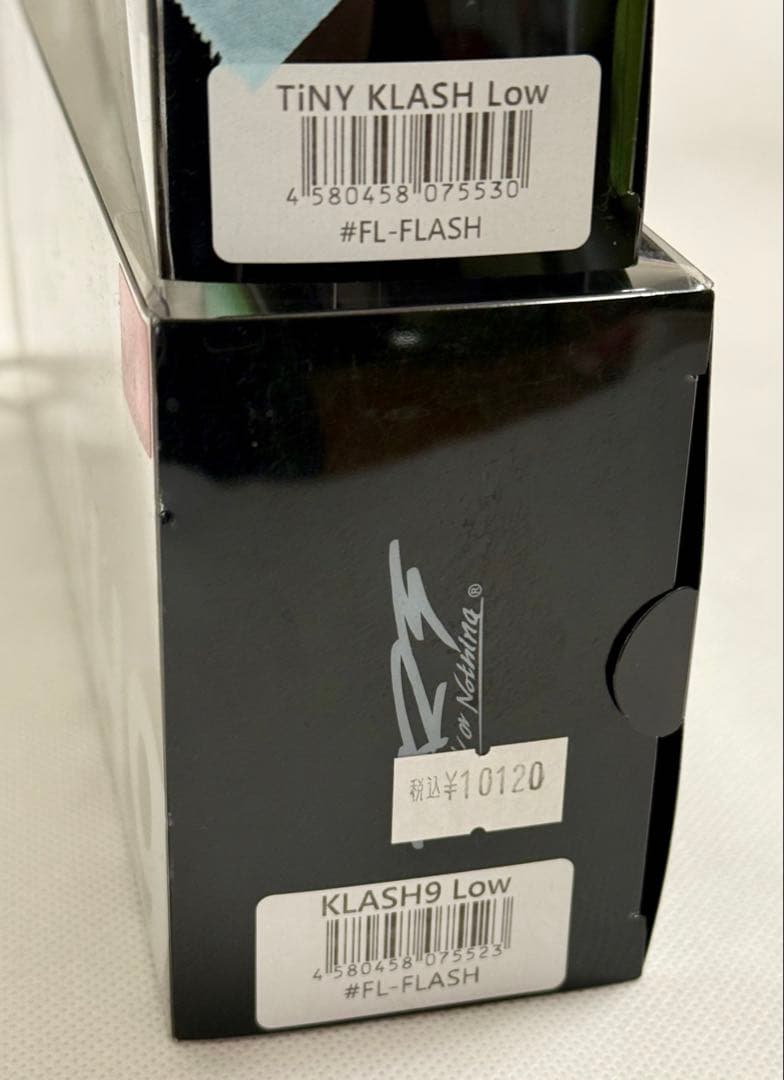 TiNY KLASH Low
4 580458 075530
#FL-FLASH
or Nothing®
税込¥10120
KLASH9 Low
4 580458 075523
#FL-FLASH